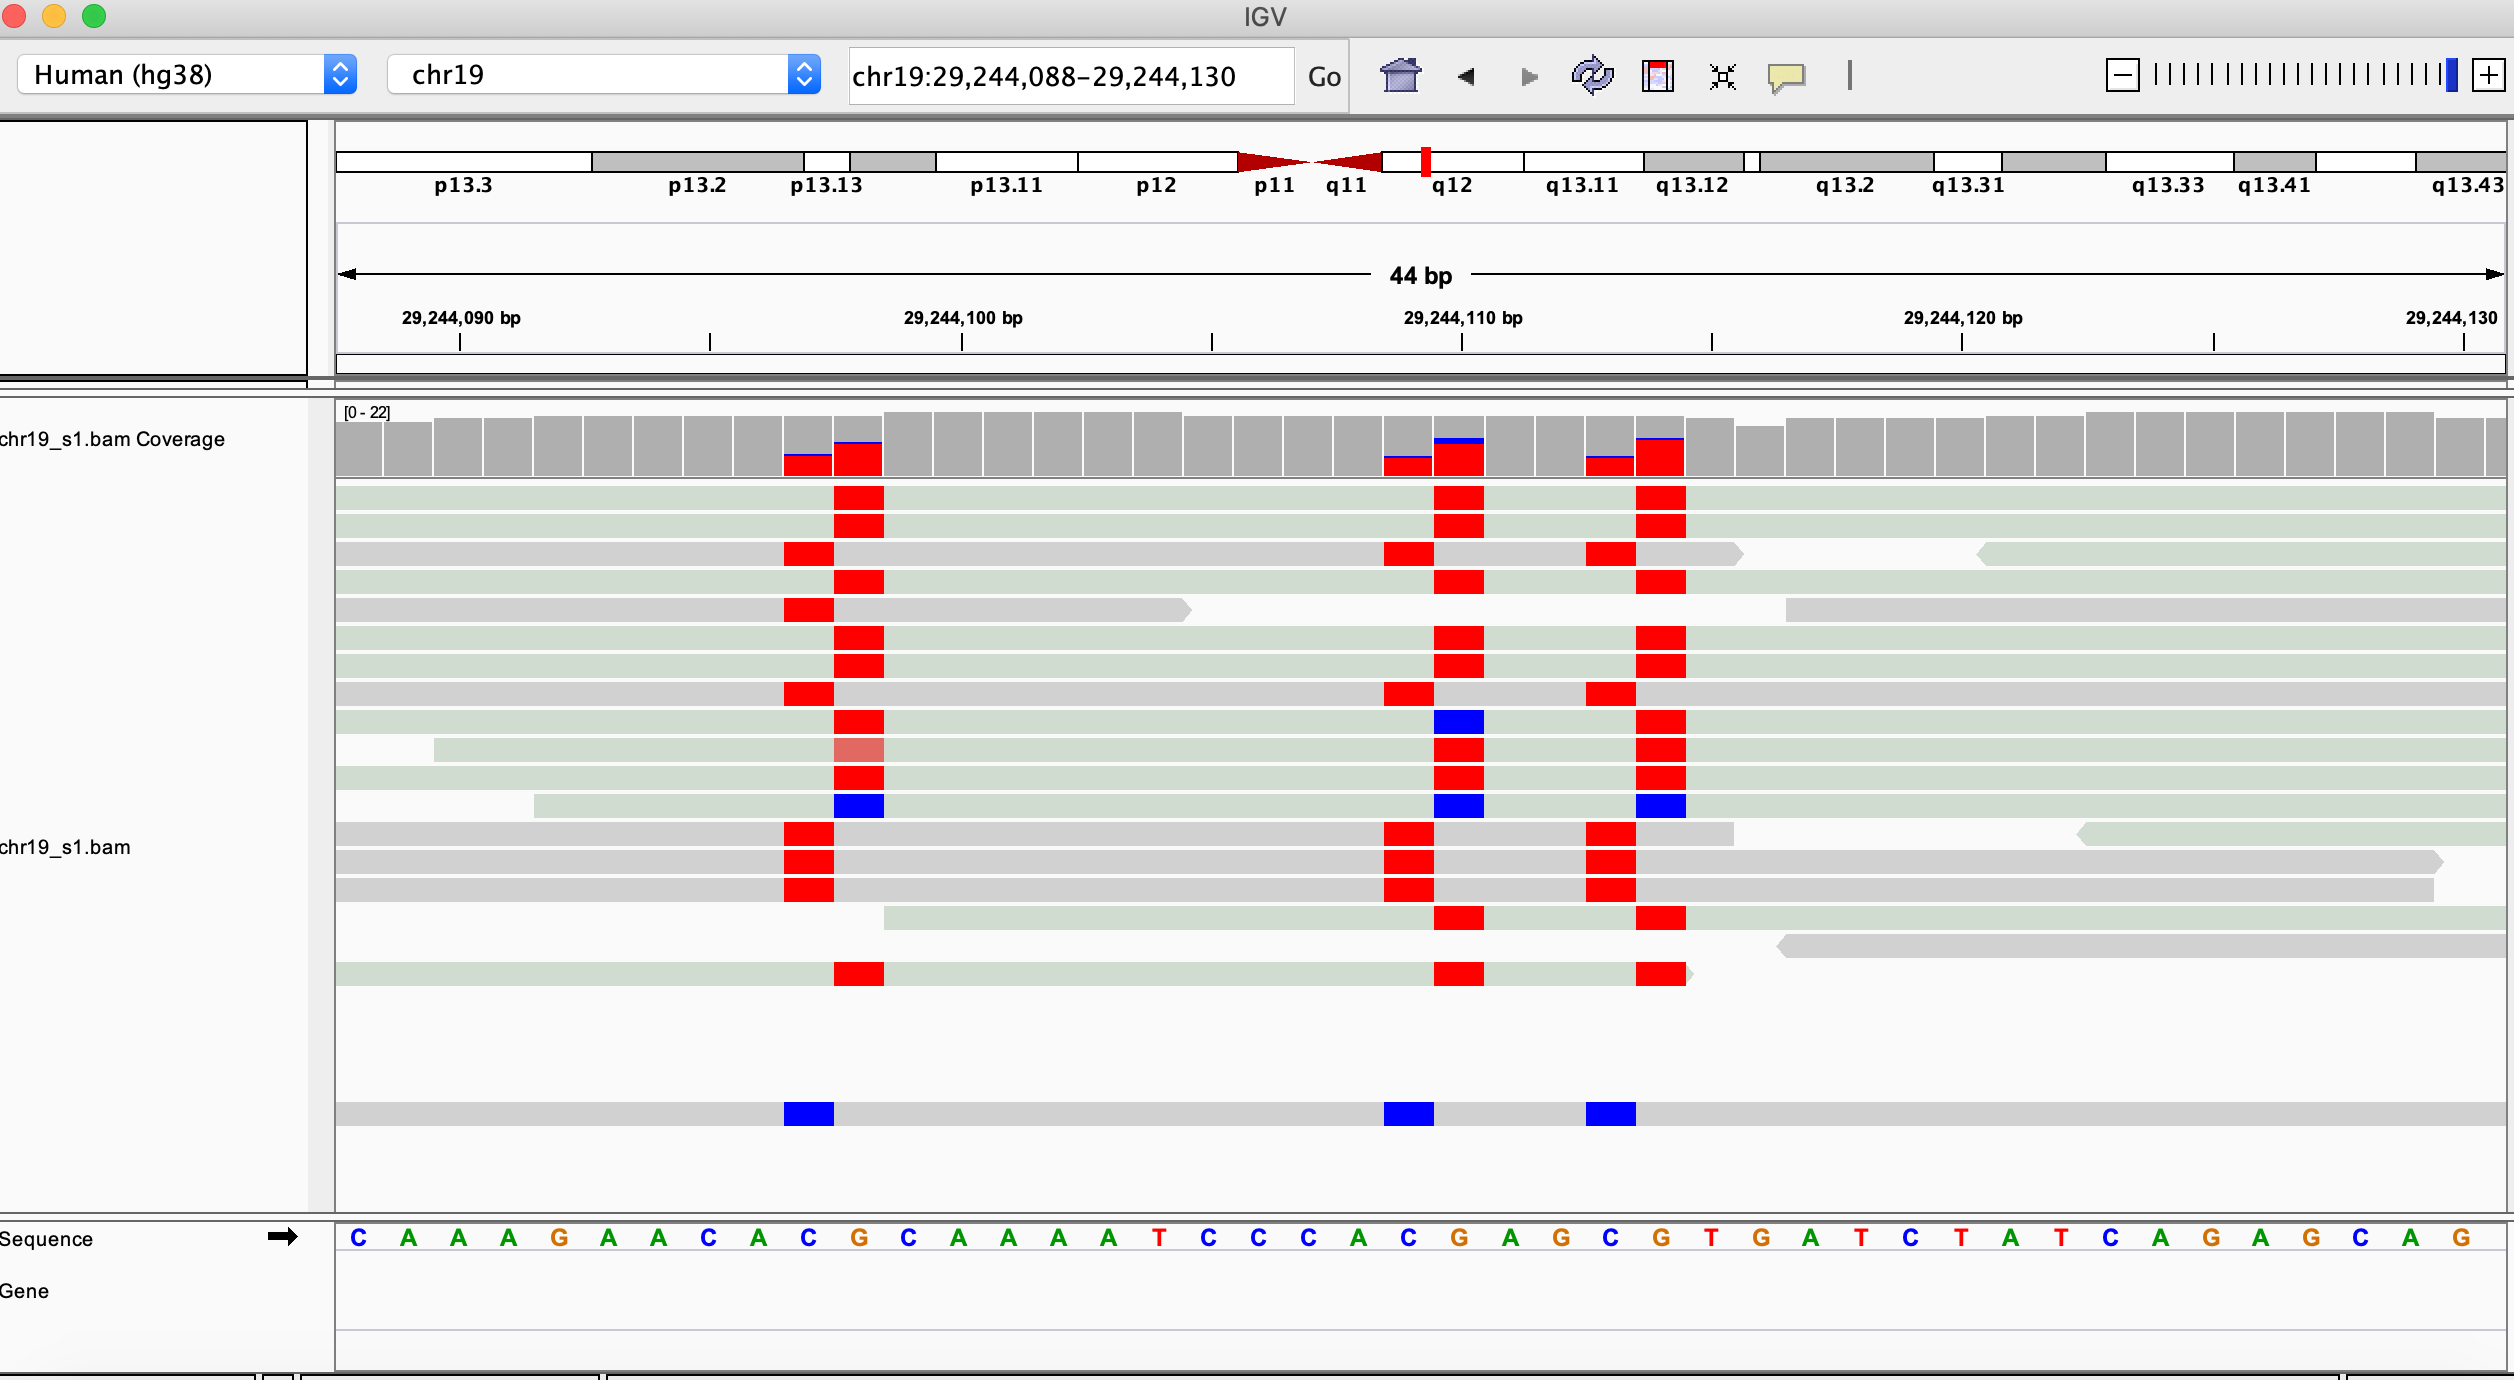 IGV
Human (hg38) chr19 chr19:29,244,088-29,244,130 Go
p13.3 p13.2 p13.13 p13.11 p12 p11 q11 q12 q13.11 q13.12 q13.2 q13.31 q13.33 q13.41 q13.43
44 bp
29,244,090 bp 29,244,100 bp 29,244,110 bp 29,244,120 bp 29,244,130
[0 - 22]
chr19_s1.bam Coverage
chr19_s1.bam
Sequence C A A A G A A C A C G C A A A A T C C C A C G A G C G T G A T C T A T C A G A G C A G
Gene